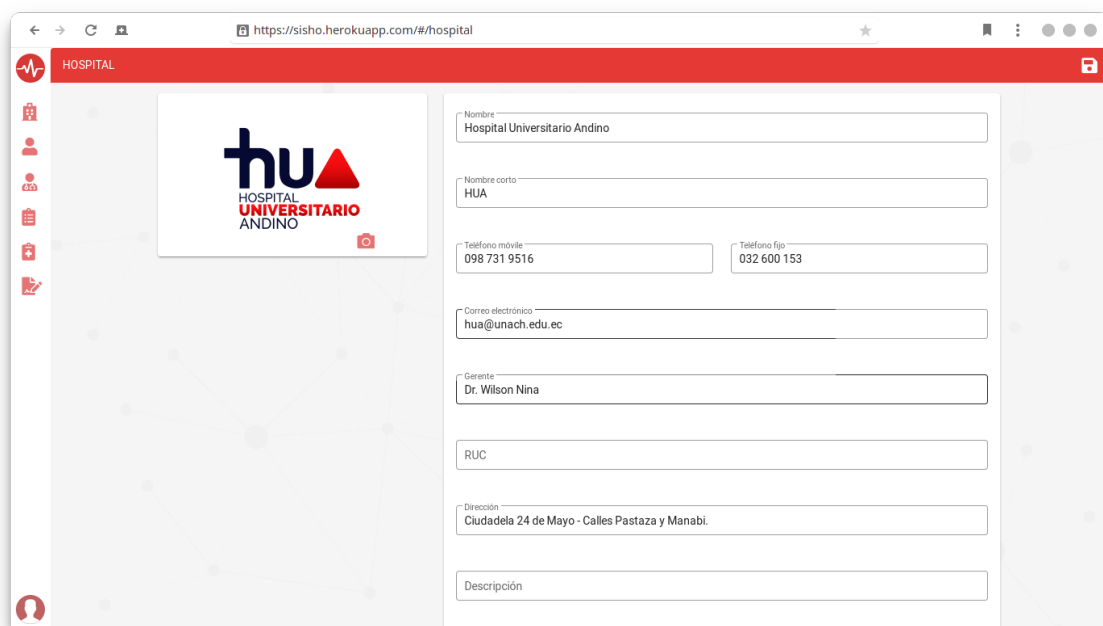 https://sisho.herokuapp.com/#/hospital
HOSPITAL
hua
HOSPITAL
UNIVERSITARIO
ANDINO
Nombre
Hospital Universitario Andino
Nombre corto
HUA
Teléfono móvile
098 731 9516
Teléfono fijo
032 600 153
Correo electrónico
hua@unach.edu.ec
Gerente
Dr. Wilson Nina
RUC
Dirección
Ciudadela 24 de Mayo - Calles Pastaza y Manabi.
Descripción